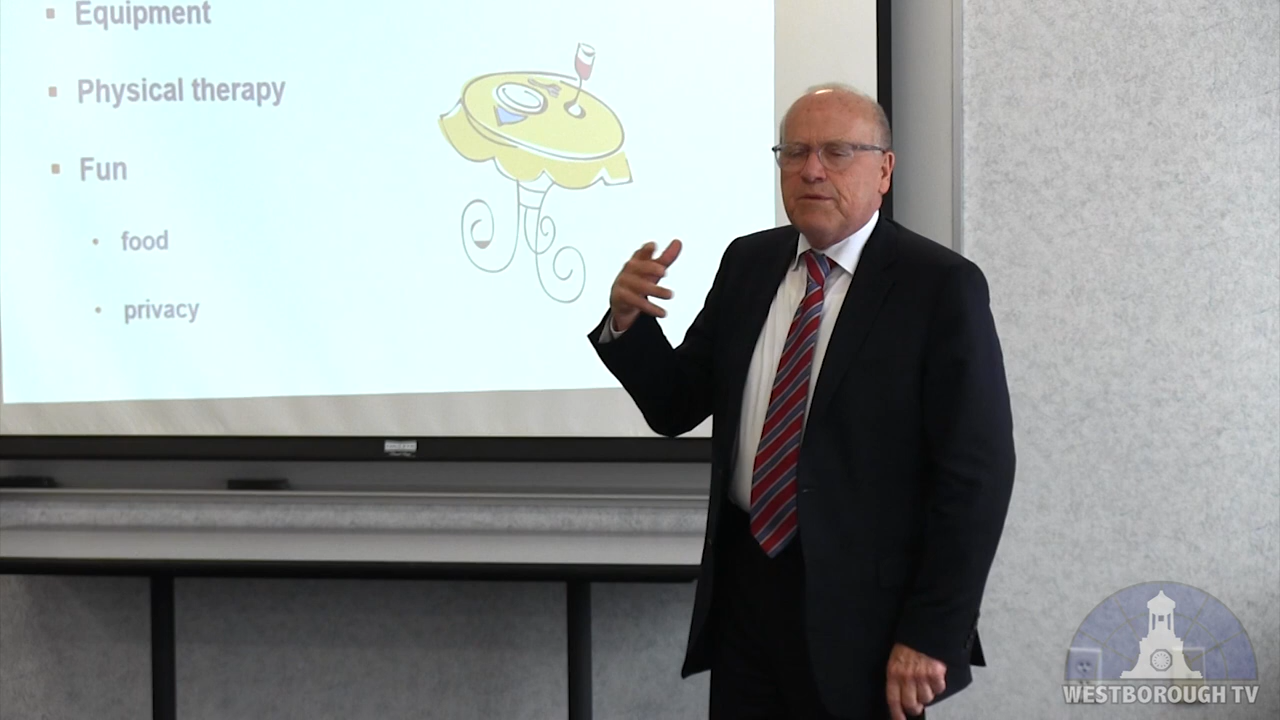 Equipment
Physical therapy
Fun
food
privacy
WESTBOROUGH TV